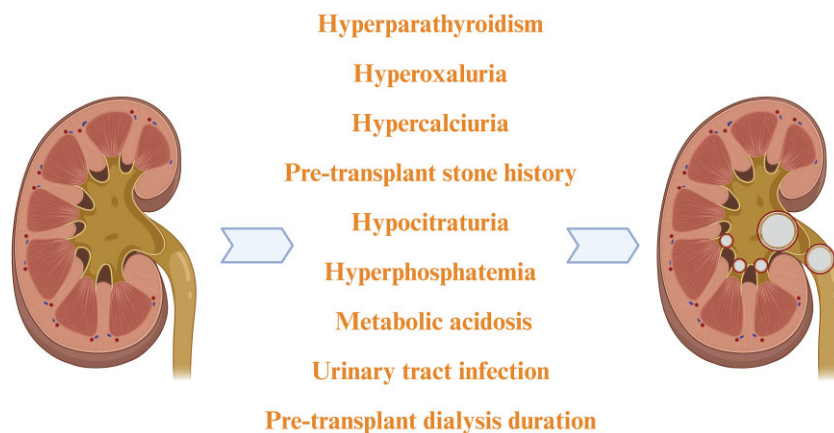 Hyperparathyroidism
Hyperoxaluria
Hypercalciuria
Pre-transplant stone history
Hypocitraturia
Hyperphosphatemia
Metabolic acidosis
Urinary tract infection
Pre-transplant dialysis duration